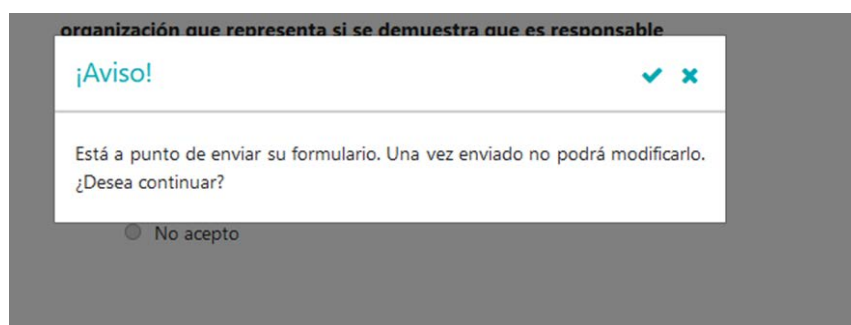 organización que representa si se demuestra que es responsable
¡Aviso!
Está a punto de enviar su formulario. Una vez enviado no podrá modificarlo.
¿Desea continuar?
No acepto